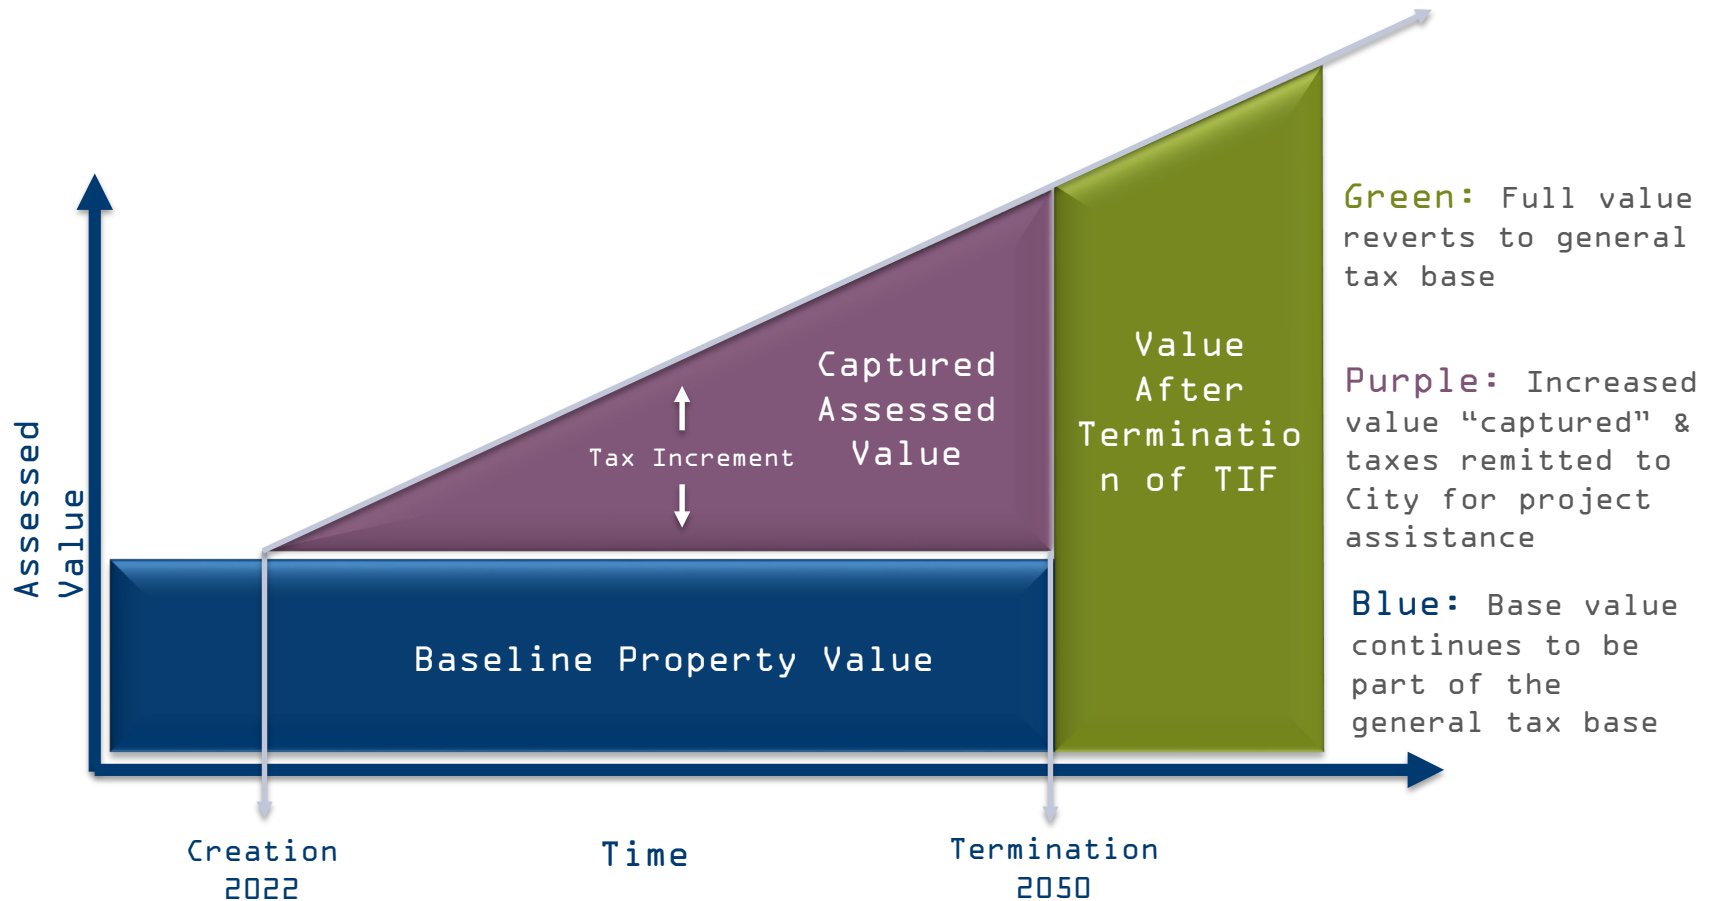 Assessed
Value
Captured
Assessed
Value
Tax Increment
Baseline Property Value
Value
After
Terminatio
n of TIF
Green: Full value
reverts to general
tax base
Purple: Increased
value “captured” &
taxes remitted to
City for project
assistance
Blue: Base value
continues to be
part of the
general tax base
Creation
2022
Time
Termination
2050